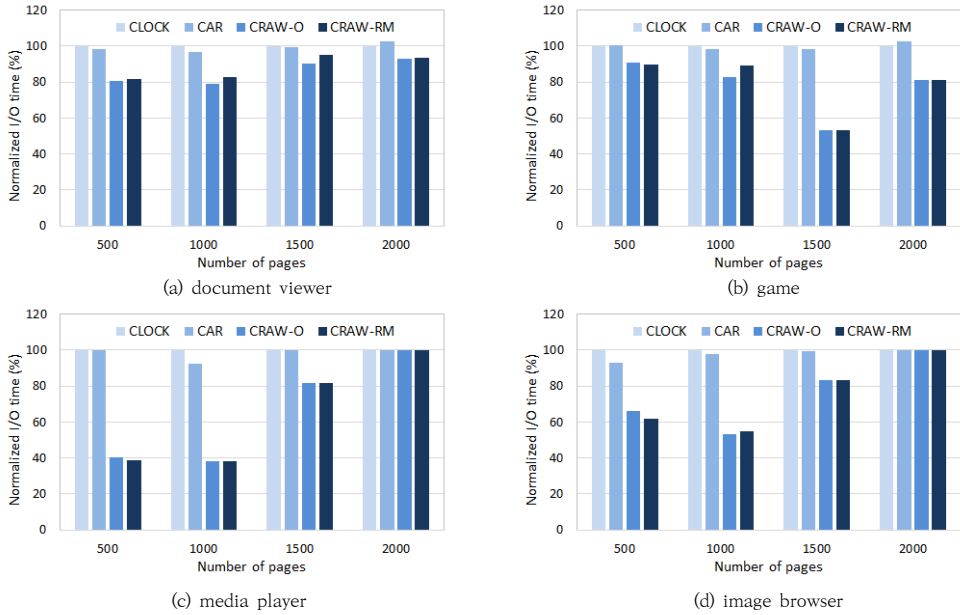 120
CLOCK CAR CRAW-O CRAW-RM
100
80
60
40
20
0
Normalized I/O time (%)
500 1000 1500 2000
Number of pages
(a) document viewer
120
CLOCK CAR CRAW-O CRAW-RM
100
80
60
40
20
0
Normalized I/O time (%)
500 1000 1500 2000
Number of pages
(b) game
120
CLOCK CAR CRAW-O CRAW-RM
100
80
60
40
20
0
Normalized I/O time (%)
500 1000 1500 2000
Number of pages
(c) media player
120
CLOCK CAR CRAW-O CRAW-RM
100
80
60
40
20
0
Normalized I/O time (%)
500 1000 1500 2000
Number of pages
(d) image browser